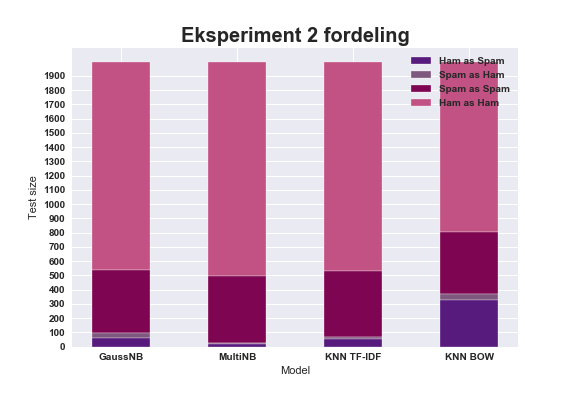 Eksperiment 2 fordeling
Ham as Spam
Spam as Ham
Spam as Spam
Ham as Ham
Test size
1900
1800
1700
1600
1500
1400
1300
1200
1100
1000
900
800
700
600
500
400
300
200
100
0
GaussNB MultiNB KNN TF-IDF KNN BOW
Model